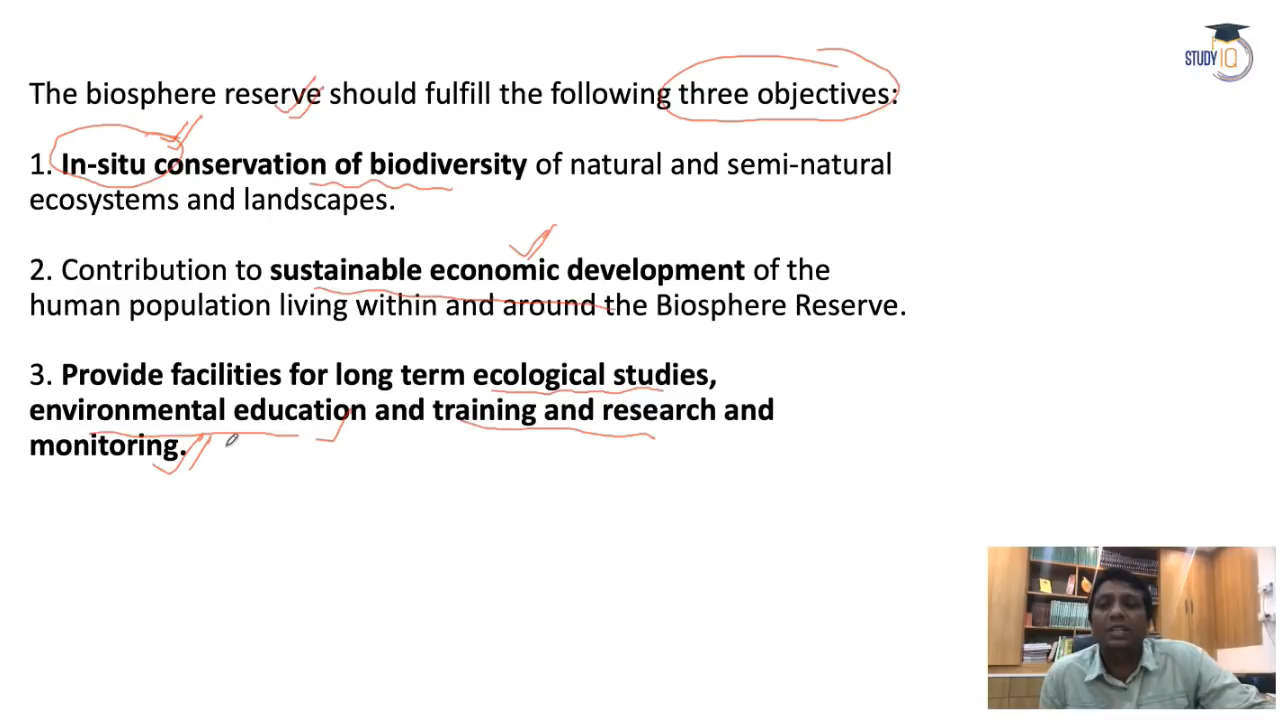 STUDY IQ
The biosphere reserve should fulfill the following three objectives:
1. In-situ conservation of biodiversity of natural and semi-natural
ecosystems and landscapes.
2. Contribution to sustainable economic development of the
human population living within and around the Biosphere Reserve.
3. Provide facilities for long term ecological studies,
environmental education and training and research and
monitoring.